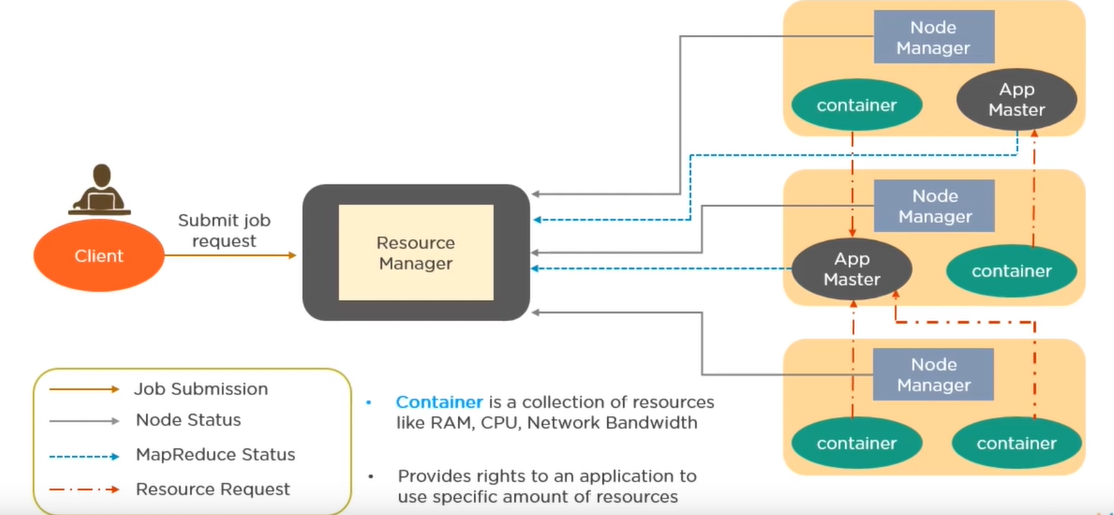 Node
Manager
container
App
Master
Submit job
request
Client
Resource
Manager
Node
Manager
App
Master
container
Node
Manager
container
container
Job Submission
Node Status
MapReduce Status
Resource Request
• Container is a collection of resources
like RAM, CPU, Network Bandwidth
• Provides rights to an application to
use specific amount of resources